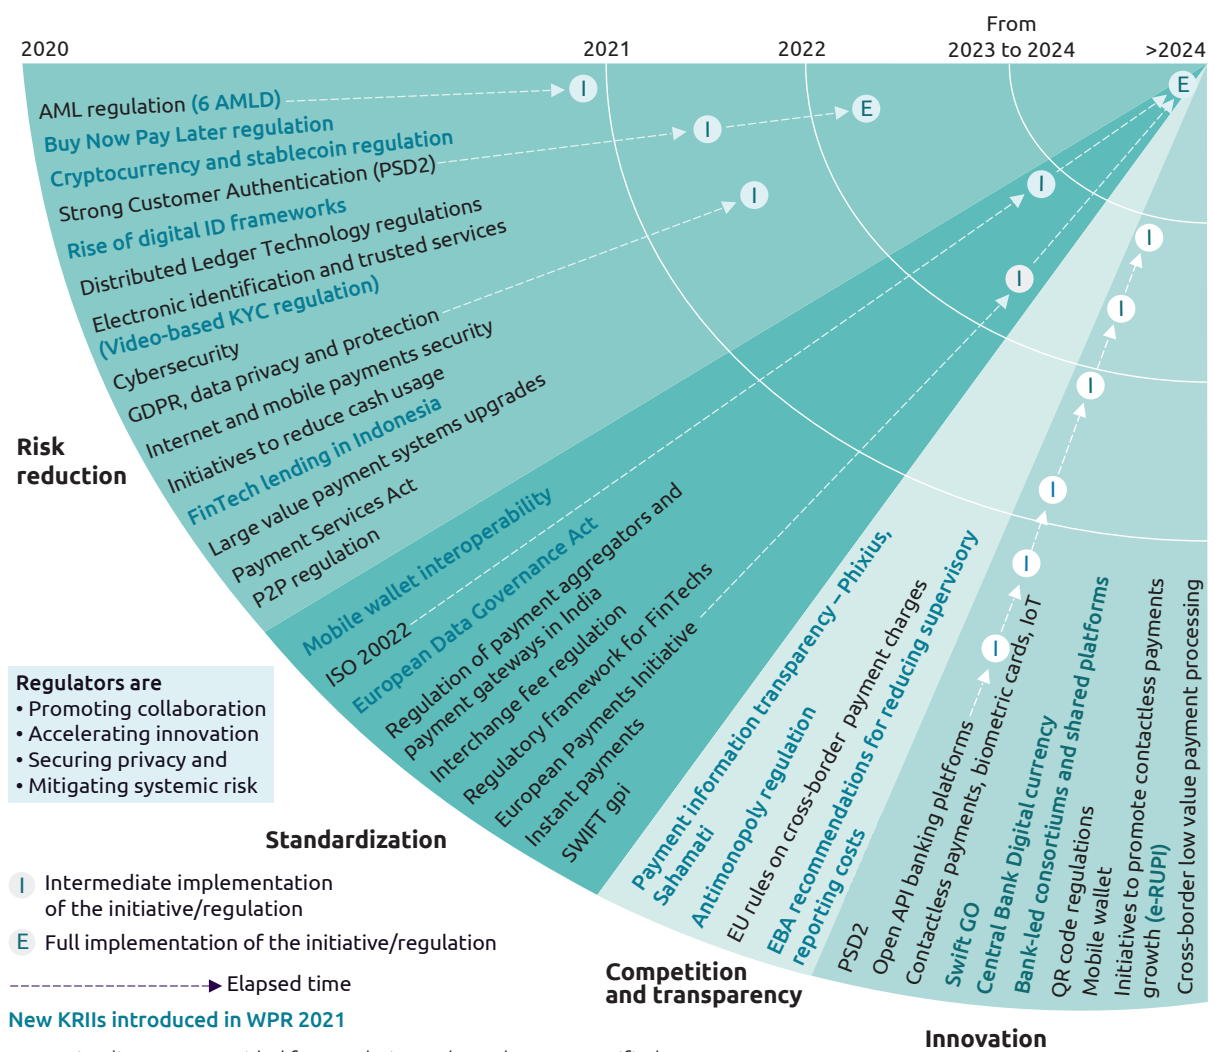 2020
2021
2022
From
2023 to 2024
>2024
AML regulation (6 AMLD)
Buy Now Pay Later regulation
Cryptocurrency and stablecoin regulation
Strong Customer Authentication (PSD2)
Rise of digital ID frameworks
Distributed Ledger Technology regulations
Electronic identification and trusted services
(Video-based KYC regulation)
Cybersecurity
GDPR, data privacy and protection
Internet and mobile payments security
Initiatives to reduce cash usage
FinTech lending in Indonesia
Large value payment systems upgrades
Payment Services Act
P2P regulation
I
I
E
I
Risk
reduction
Mobile wallet interoperability
ISO 20022
European Data Governance Act
Regulation of payment aggregators and
payment gateways in India
Interchange fee regulation
Regulatory framework for FinTechs
European Payments Initiative
Instant payments
SWIFT gpi
I
I
E
Standardization
Payment information transparency – Phixius,
Sahamati
Antimonopoly regulation
EU rules on cross-border payment charges
EBA recommendations for reducing supervisory
reporting costs
Competition
and transparency
PSD2
Open API banking platforms
Contactless payments, biometric cards, IoT
Swift GO
Central Bank Digital currency
Bank-led consortiums and shared platforms
QR code regulations
Mobile wallet
Initiatives to promote contactless payments
growth (e-RUPI)
Cross-border low value payment processing
I
I
I
I
I
I
Innovation
Regulators are
• Promoting collaboration
• Accelerating innovation
• Securing privacy and
• Mitigating systemic risk
I Intermediate implementation
of the initiative/regulation
E Full implementation of the initiative/regulation
Elapsed time
New KRIIs introduced in WPR 2021